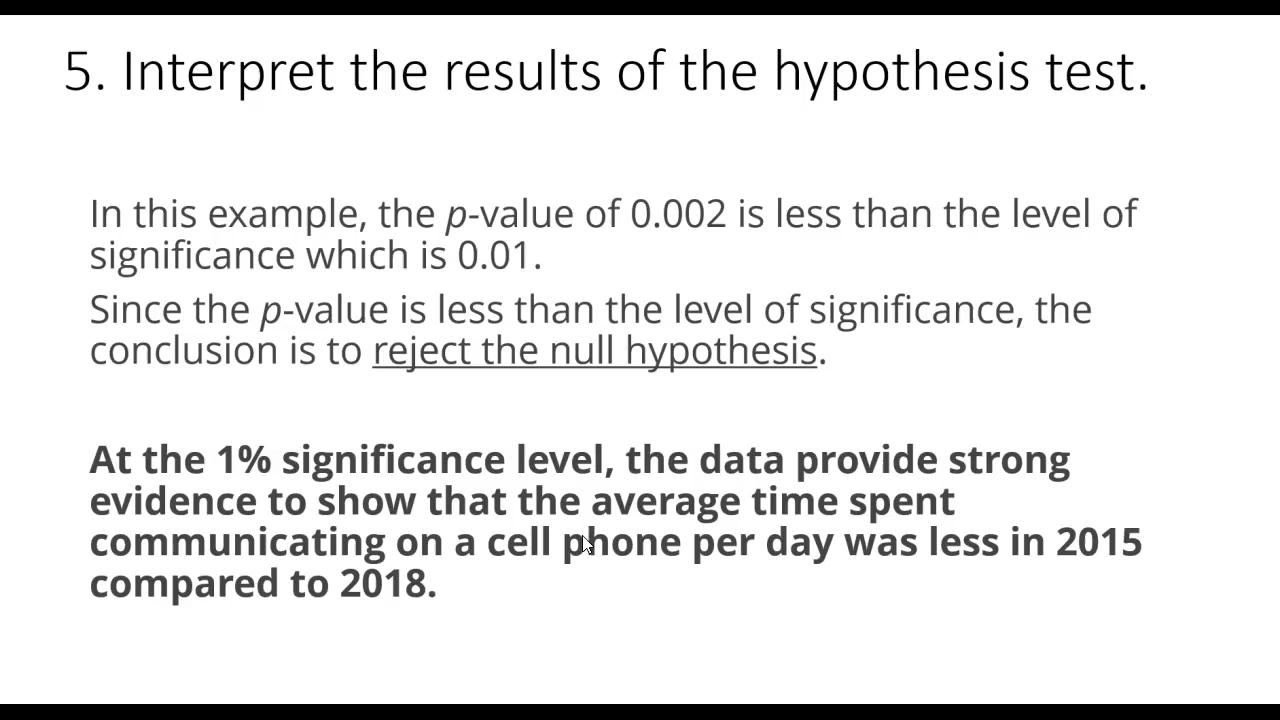 5. Interpret the results of the hypothesis test.
In this example, the p-value of 0.002 is less than the level of
significance which is 0.01.
Since the p-value is less than the level of significance, the
conclusion is to reject the null hypothesis.
At the 1% significance level, the data provide strong
evidence to show that the average time spent
communicating on a cell phone per day was less in 2015
compared to 2018.